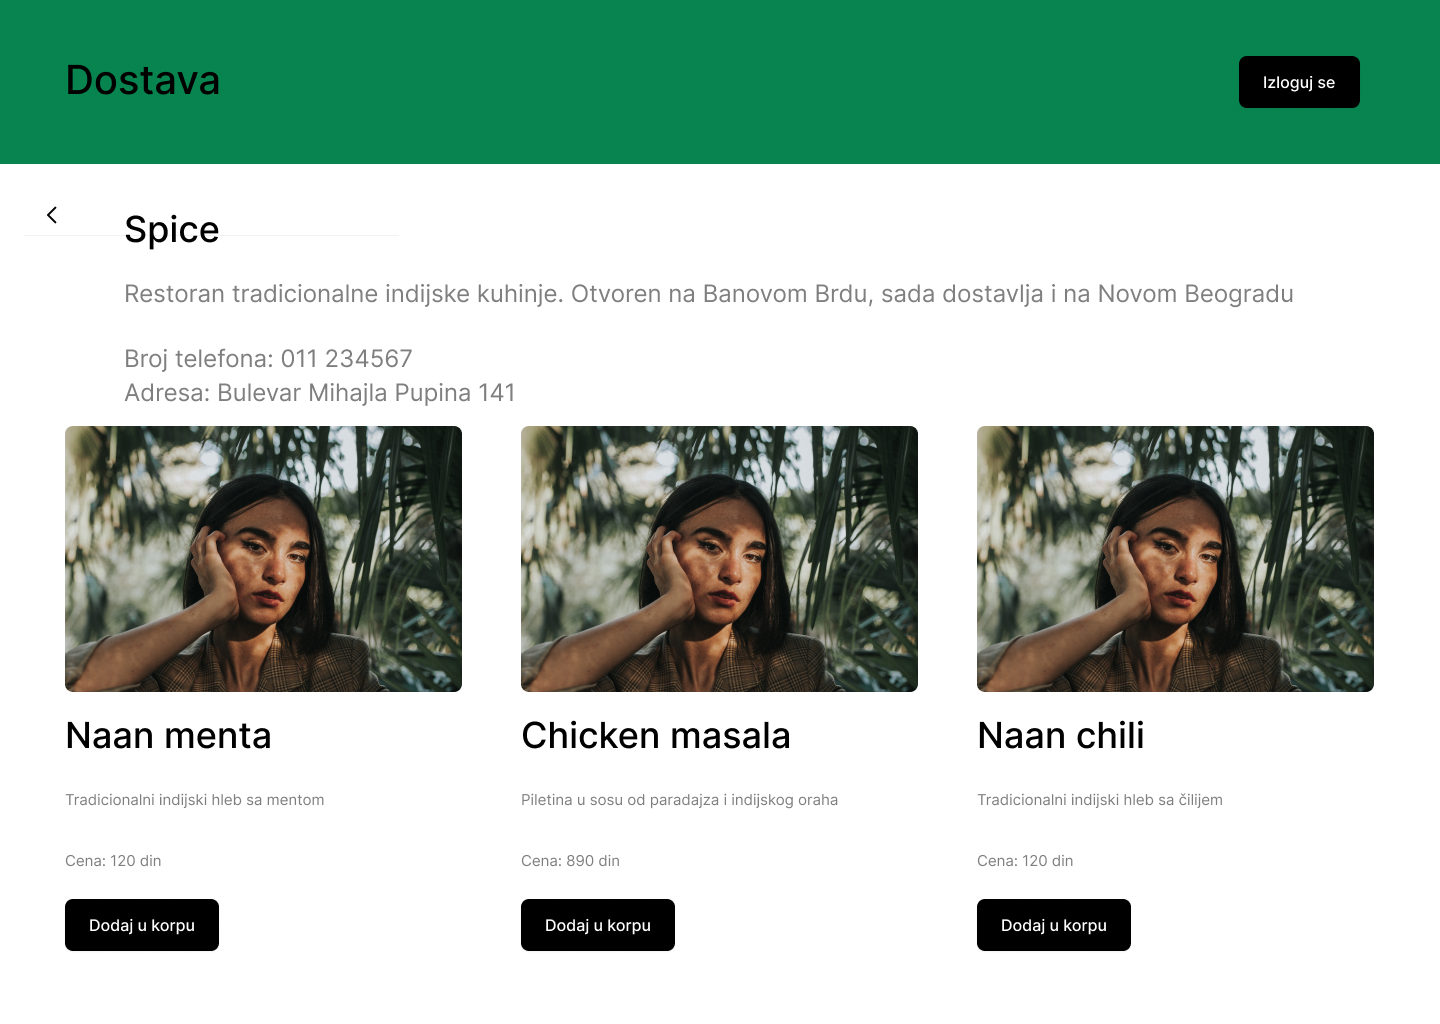 Dostava
Izloguj se
Spice
Restoran tradicionalne indijske kuhinje. Otvoren na Banovom Brdu, sada dostavlja i na Novom Beogradu
Broj telefona: 011 234567
Adresa: Bulevar Mihajla Pupina 141
Naan menta
Tradicionalni indijski hleb sa mentom
Cena: 120 din
Dodaj u korpu
Chicken masala
Piletina u sosu od paradajza i indijskog oraha
Cena: 890 din
Dodaj u korpu
Naan chili
Tradicionalni indijski hleb sa čilijem
Cena: 120 din
Dodaj u korpu